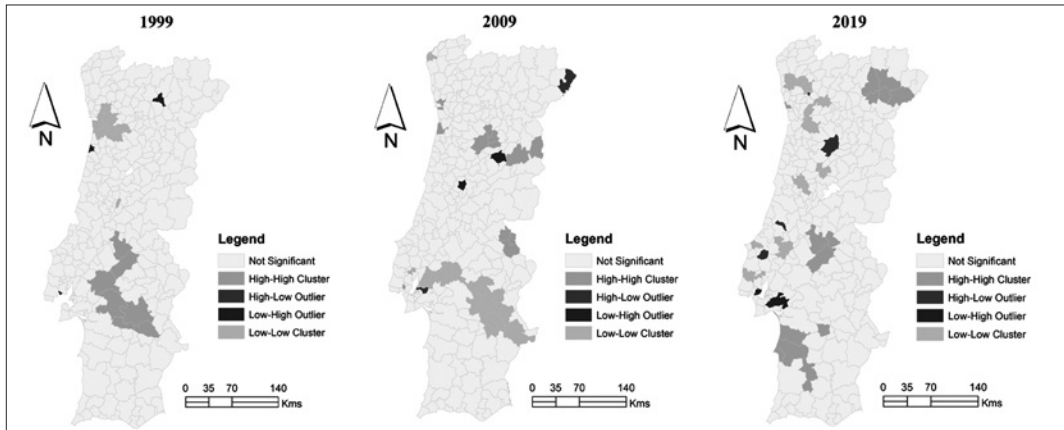 1999
N
Legend
Not Significant
High-High Cluster
High-Low Outlier
Low-High Outlier
Low-Low Cluster
0 35 70 140
Kms
2009
N
Legend
Not Significant
High-High Cluster
High-Low Outlier
Low-High Outlier
Low-Low Cluster
0 35 70 140
Kms
2019
N
Legend
Not Significant
High-High Cluster
High-Low Outlier
Low-High Outlier
Low-Low Cluster
0 35 70 140
Kms